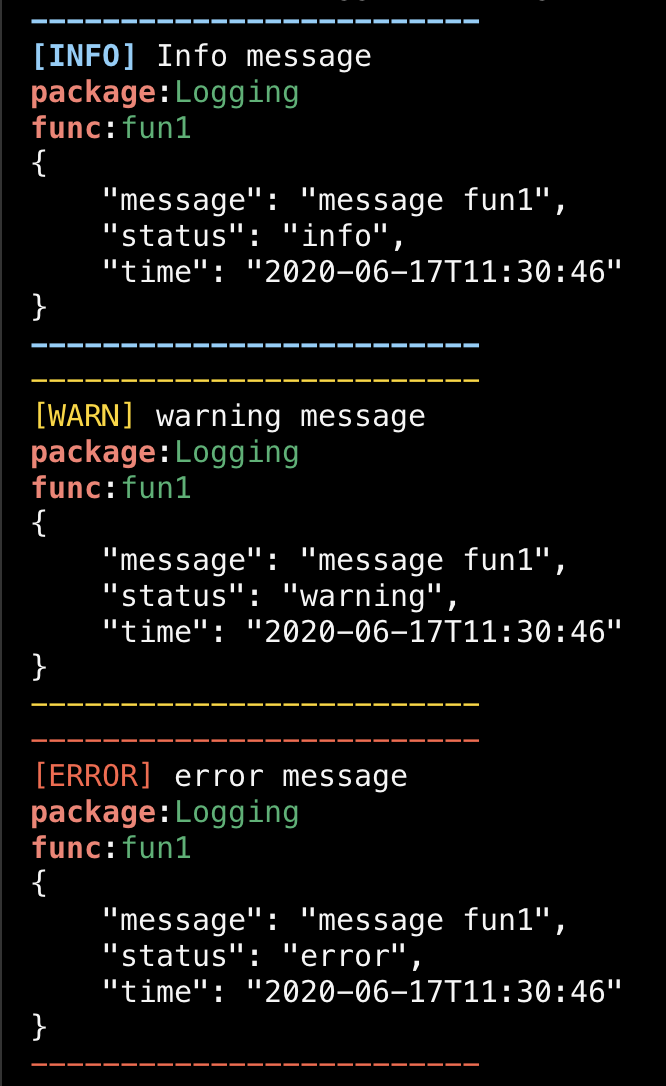 -------------------------
[INFO] Info message
package:Logging
func:fun1
{
    "message": "message fun1",
    "status": "info",
    "time": "2020-06-17T11:30:46"
}
-------------------------
-------------------------
[WARN] warning message
package:Logging
func:fun1
{
    "message": "message fun1",
    "status": "warning",
    "time": "2020-06-17T11:30:46"
}
-------------------------
-------------------------
[ERROR] error message
package:Logging
func:fun1
{
    "message": "message fun1",
    "status": "error",
    "time": "2020-06-17T11:30:46"
}
-------------------------